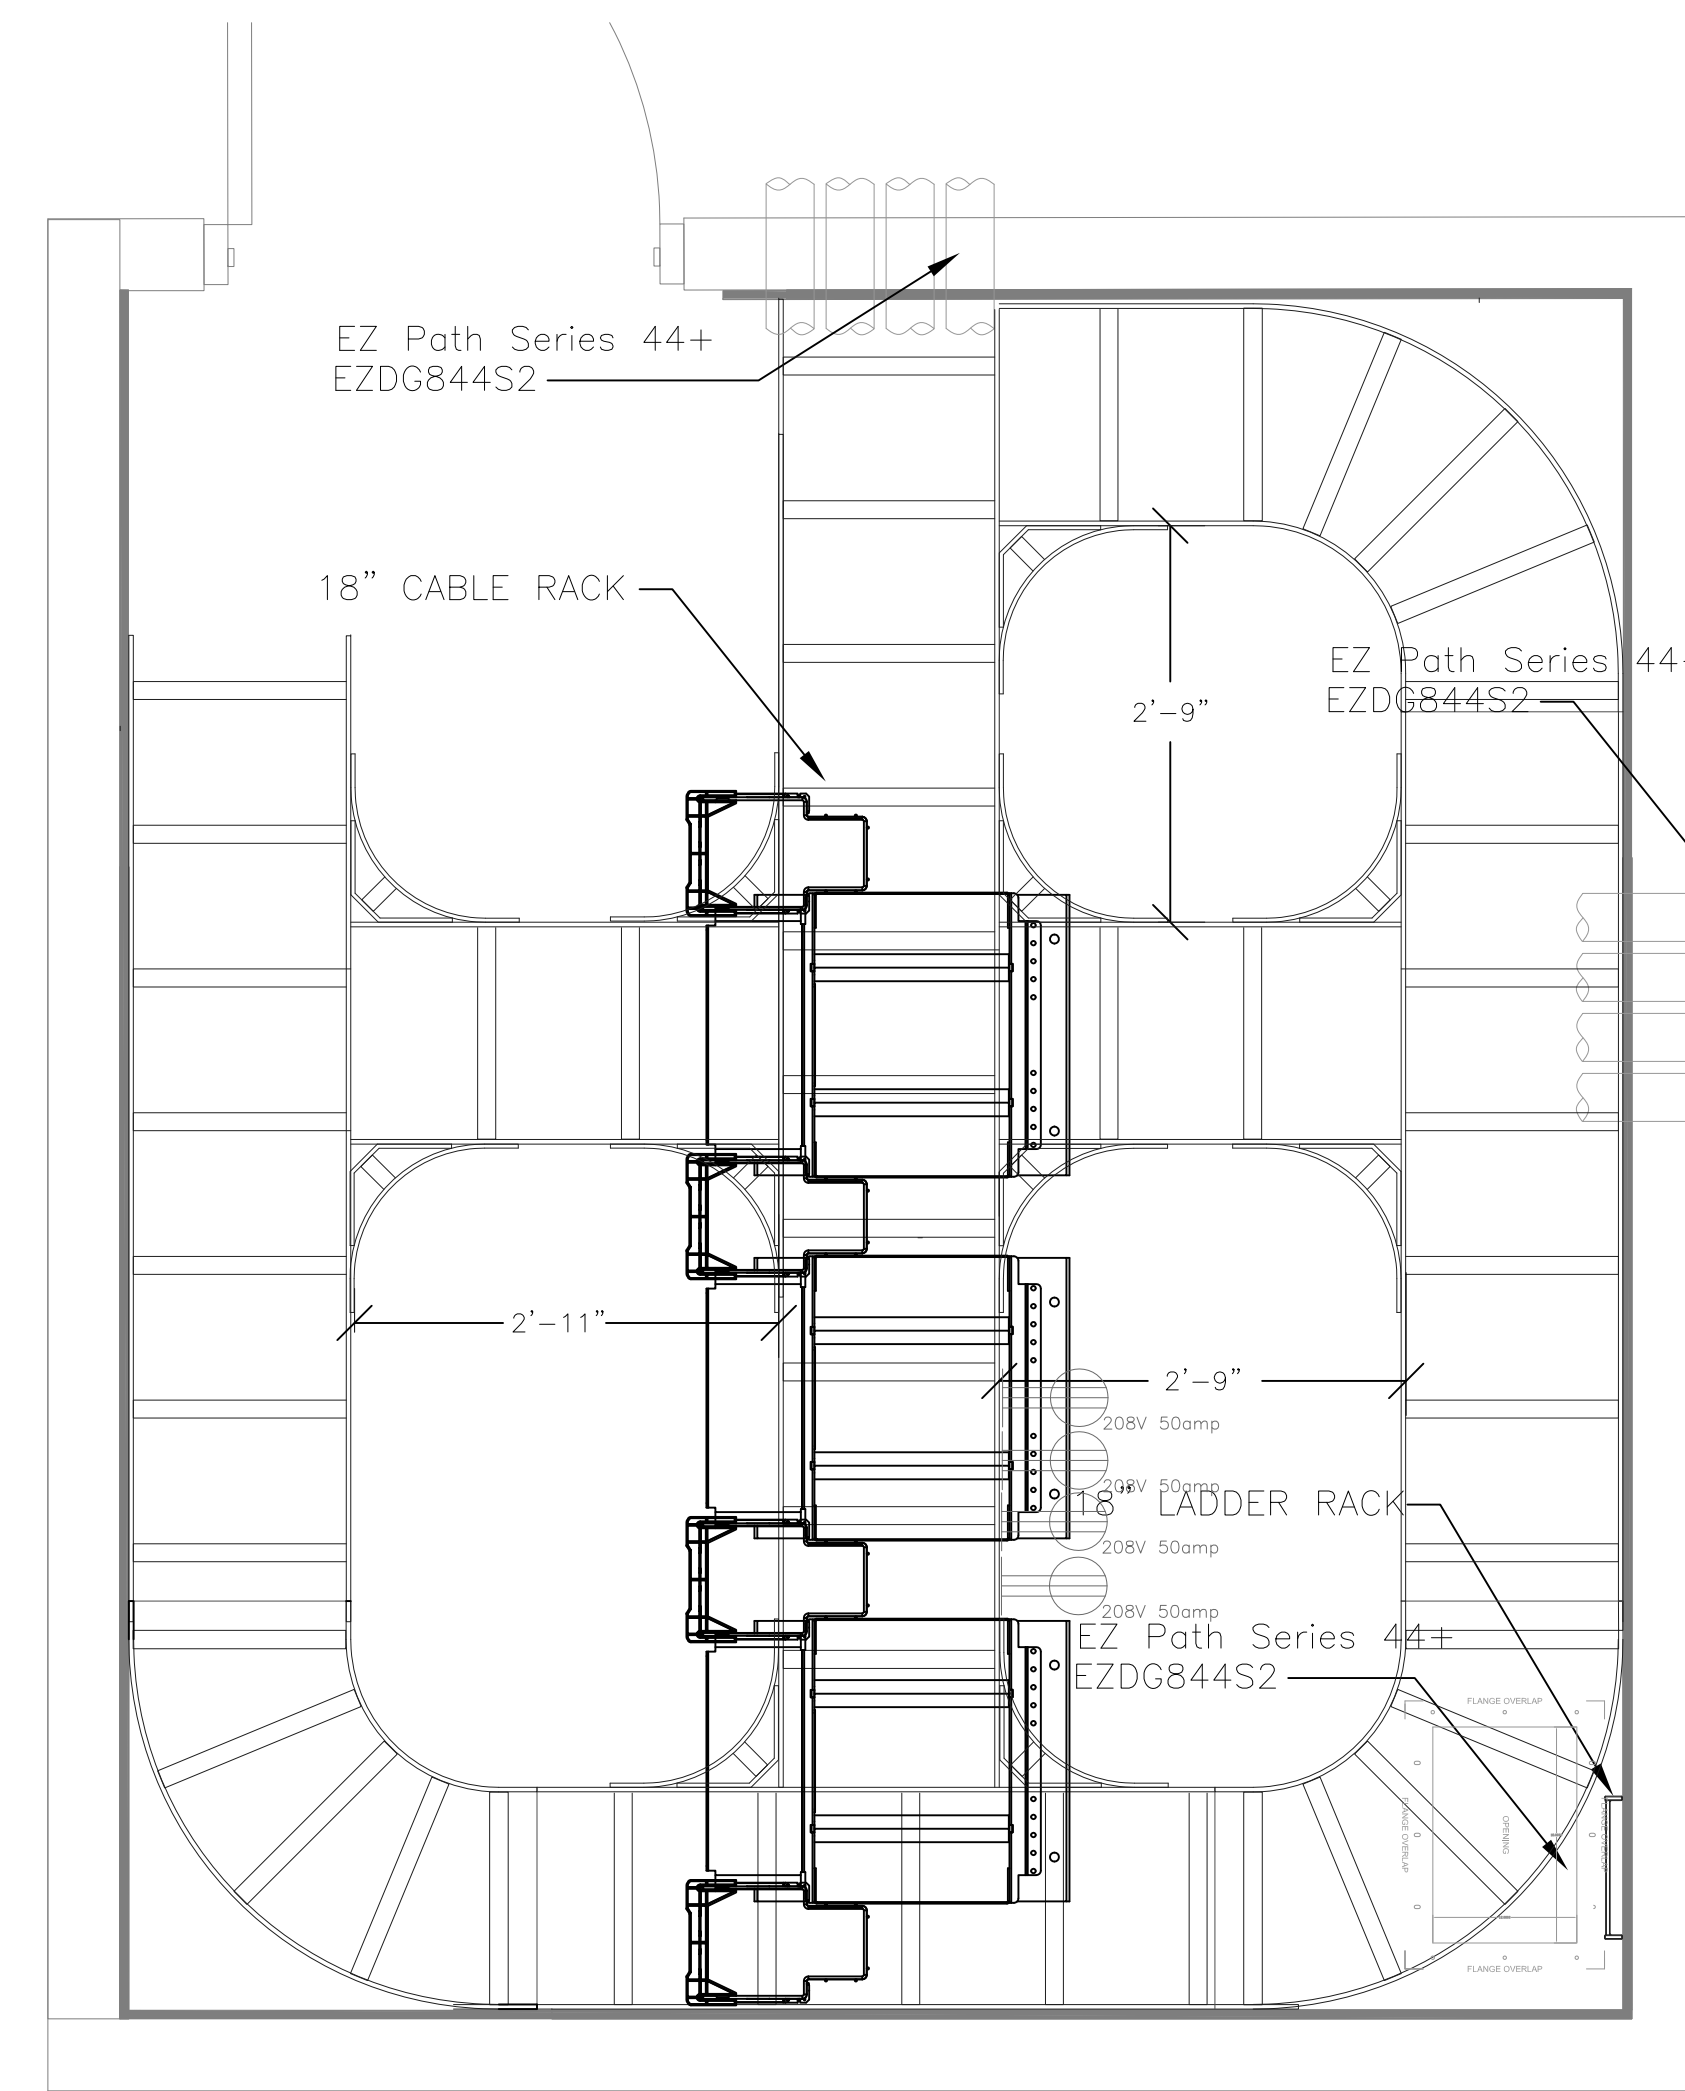 EZ Path Series 44+
EZDG844S2
18" CABLE RACK
EZ Path Series 44+
EZDG844S2
2'-9"
2'-11"
2'-9"
208V 50amp
208V 50amp
18" LADDER RACK
208V 50amp
208V 50amp
EZ Path Series 44+
EZDG844S2
FLANGE OVERLAP
FLANGE OVERLAP
OPENING
FLANGE OVERLAP
FLANGE OVERLAP